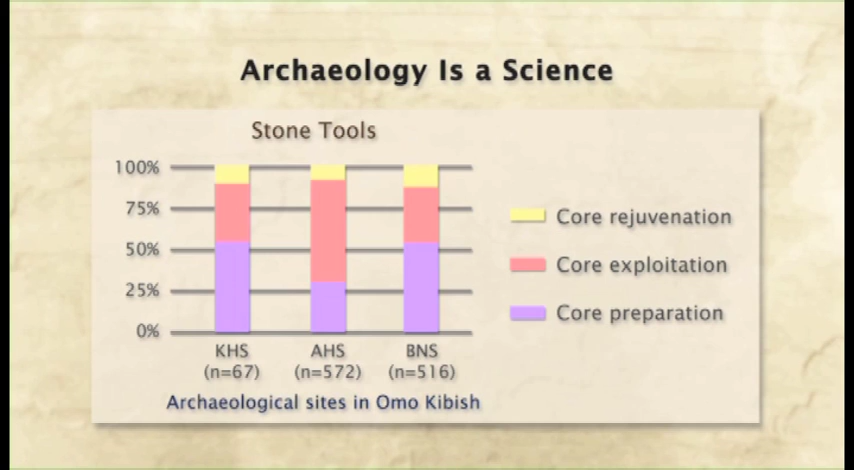 Archaeology Is a Science
Stone Tools
100%
75%
50%
25%
0%
KHS
(n=67)
AHS
(n=572)
BNS
(n=516)
Archaeological sites in Omo Kibish
Core rejuvenation
Core exploitation
Core preparation